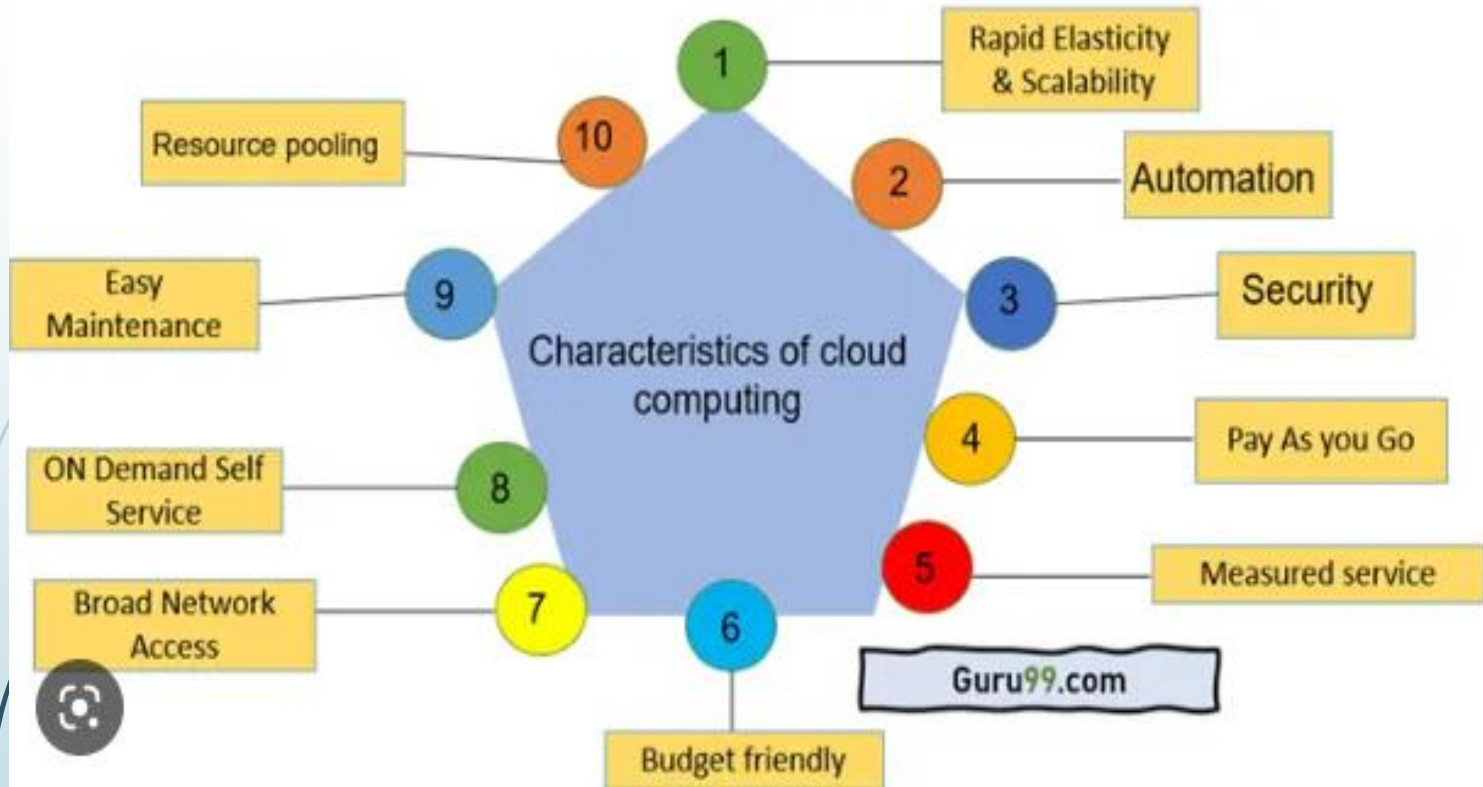 1
Rapid Elasticity
& Scalability
10
Resource pooling
2
Automation
Easy
Maintenance
9
3
Security
Characteristics of cloud
computing
4
Pay As you Go
ON Demand Self
Service
8
5
Measured service
Broad Network
Access
7
6
Guru99.com
Budget friendly